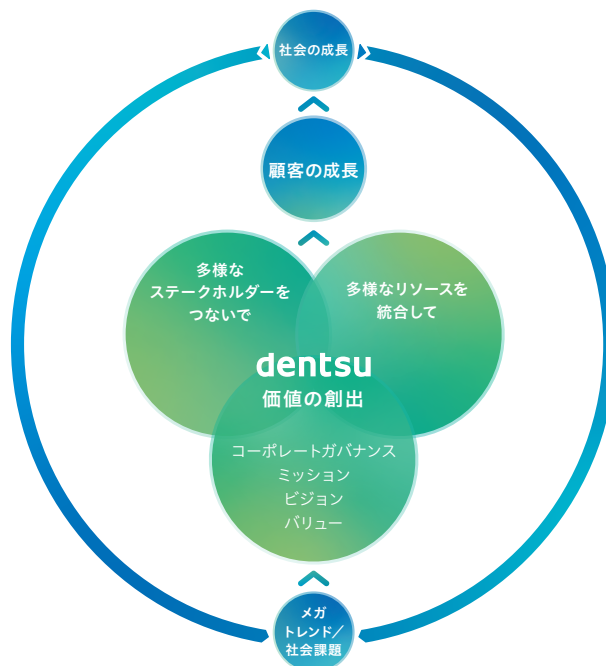 社会の成長
顧客の成長
多様な
ステークホルダーを
つないで
多様なリソースを
統合して
dentsu
価値の創出
コーポレートガバナンス
ミッション
ビジョン
バリュー
メガ
トレンド／
社会課題